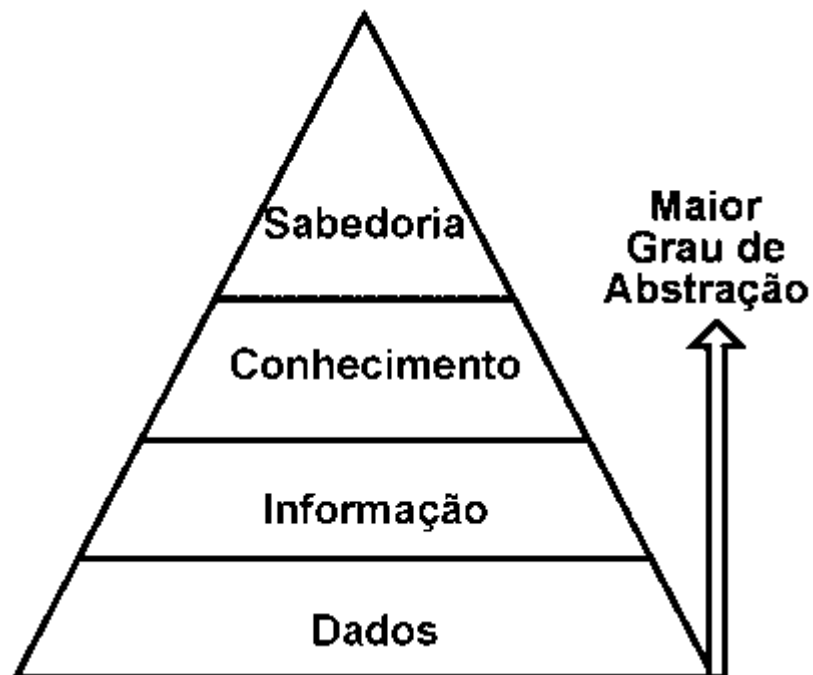 Sabedoria
Maior
Grau de
Abstração
Conhecimento
Informação
Dados